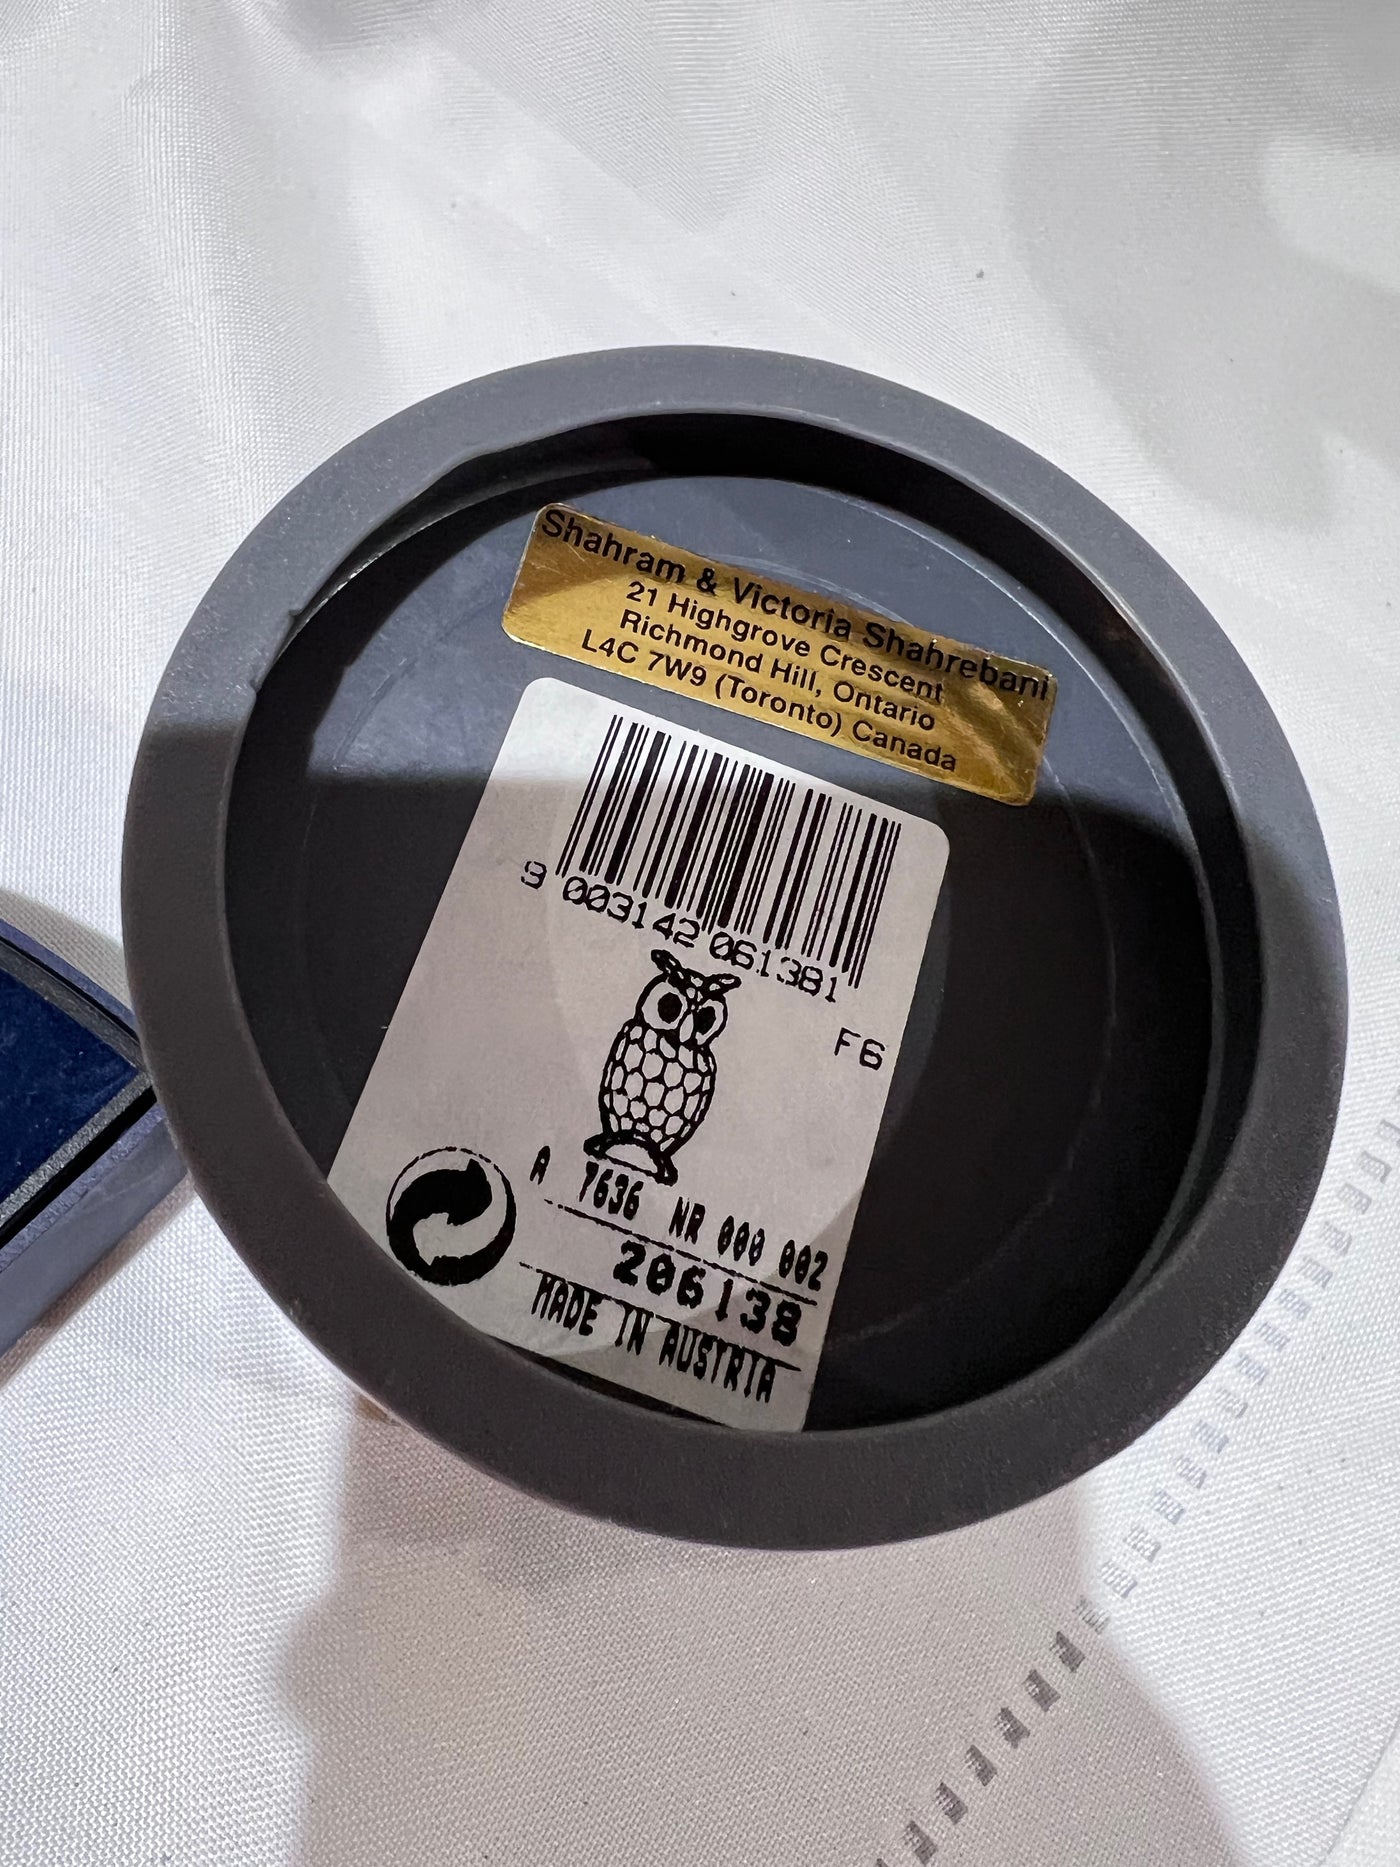 Shahram & Victoria Shahrebani
21 Highgrove Crescent
Richmond Hill, Ontario
L4C 7W9 (Toronto) Canada
9 003142 061381
F6
A 7636 NR 000 002
206138
MADE IN AUSTRIA